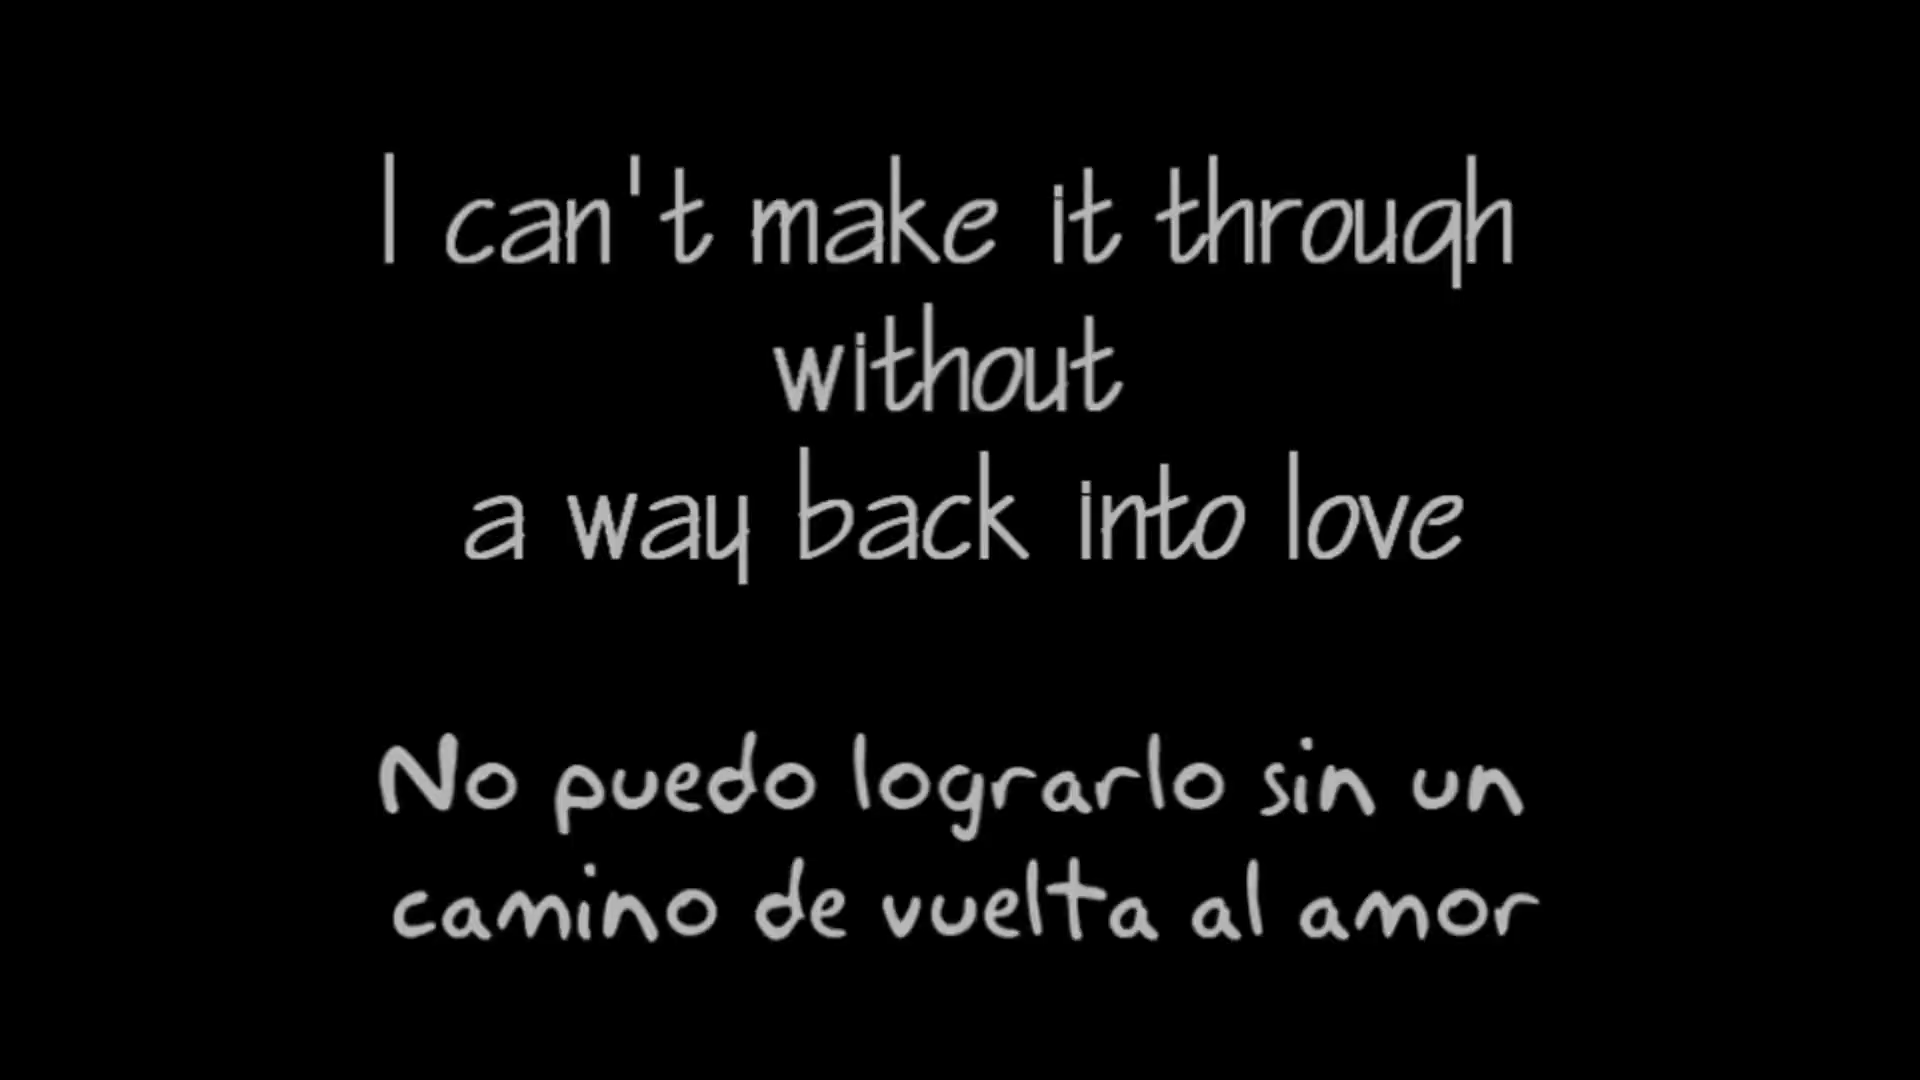 I can't make it through
without
a way back into love
No puedo lograrlo sin un
camino de vuelta al amor